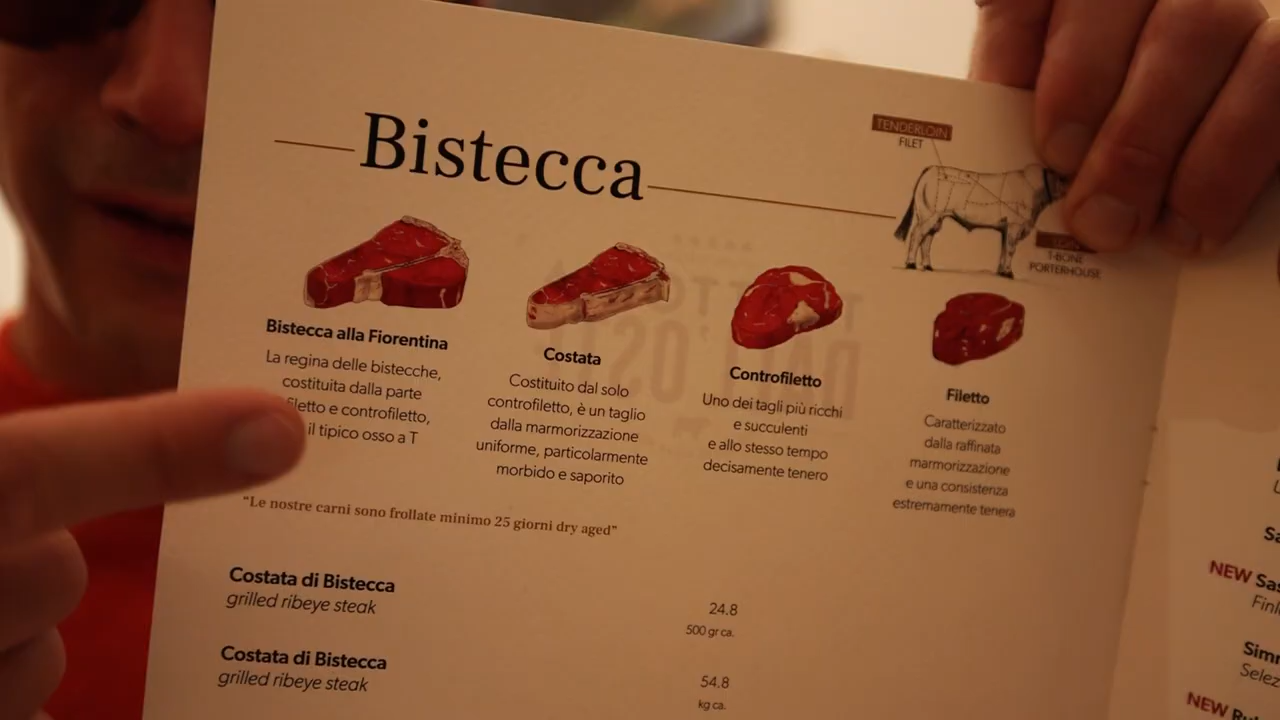 Bistecca
TENDERLOIN
FILET
T-BONE
PORTERHOUSE
Bistecca alla Fiorentina
La regina delle bistecche,
costituita dalla parte
filetto e controfiletto,
il tipico osso a T
Costata
Costituito dal solo
controfiletto, è un taglio
dalla marmorizzazione
uniforme, particolarmente
morbido e saporito
Controfiletto
Uno dei tagli più ricchi
e succulenti
e allo stesso tempo
decisamente tenero
Filetto
Caratterizzato
dalla raffinata
marmorizzazione
e una consistenza
estremamente tenera
"Le nostre carni sono frollate minimo 25 giorni dry aged"
Costata di Bistecca
grilled ribeye steak
24.8
500 gr ca.
Costata di Bistecca
grilled ribeye steak
54.8
kg ca.
NEW
NEW